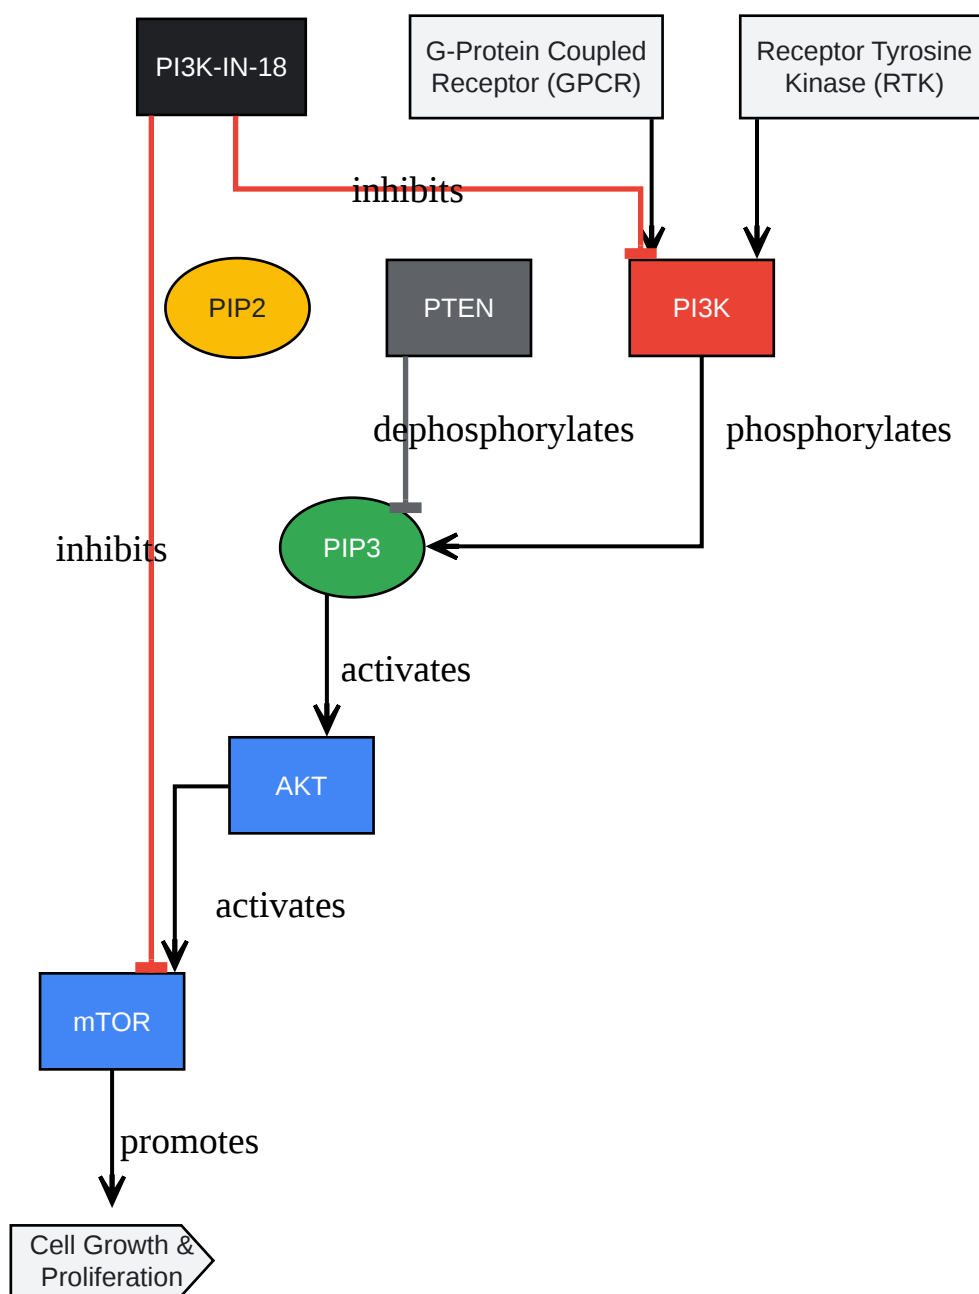 PI3K-IN-18
G-Protein Coupled
Receptor (GPCR)
Receptor Tyrosine
Kinase (RTK)
inhibits
PIP2
PTEN
PI3K
dephosphorylates
phosphorylates
inhibits
PIP3
activates
AKT
activates
mTOR
promotes
Cell Growth &
Proliferation